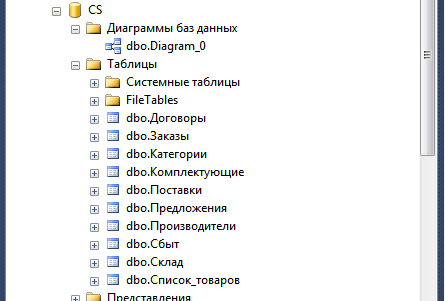 CS
Диаграммы баз данных
dbo.Diagram_0
Таблицы
Системные таблицы
FileTables
dbo.Договоры
dbo.Заказы
dbo.Категории
dbo.Комплектующие
dbo.Поставки
dbo.Предложения
dbo.Производители
dbo.Сбыт
dbo.Склад
dbo.Список_товаров
Представления